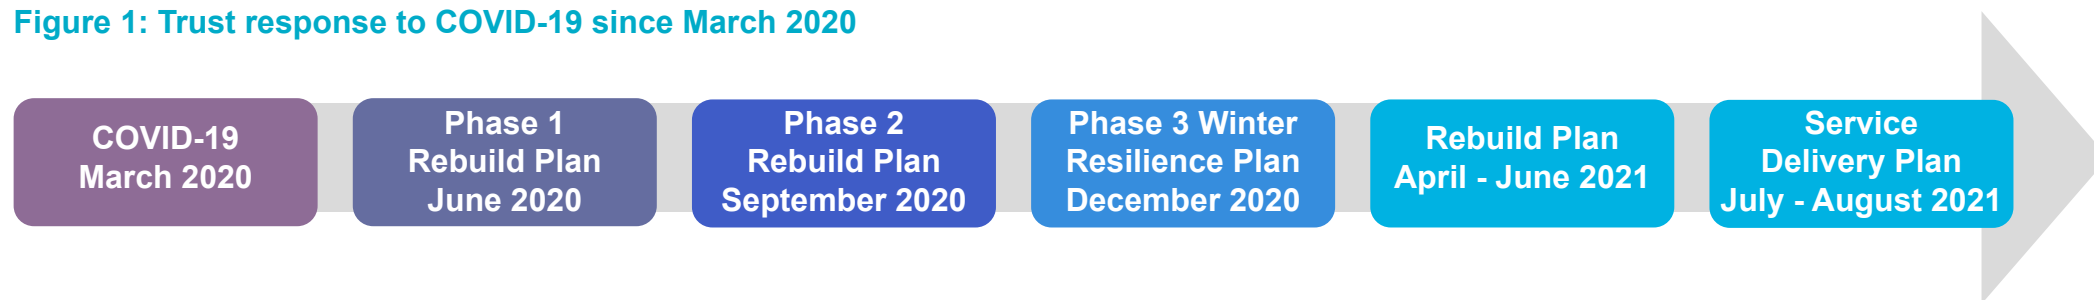 Figure 1: Trust response to COVID-19 since March 2020
COVID-19
March 2020
Phase 1
Rebuild Plan
June 2020
Phase 2
Rebuild Plan
September 2020
Phase 3 Winter
Resilience Plan
December 2020
Rebuild Plan
April - June 2021
Service
Delivery Plan
July - August 2021